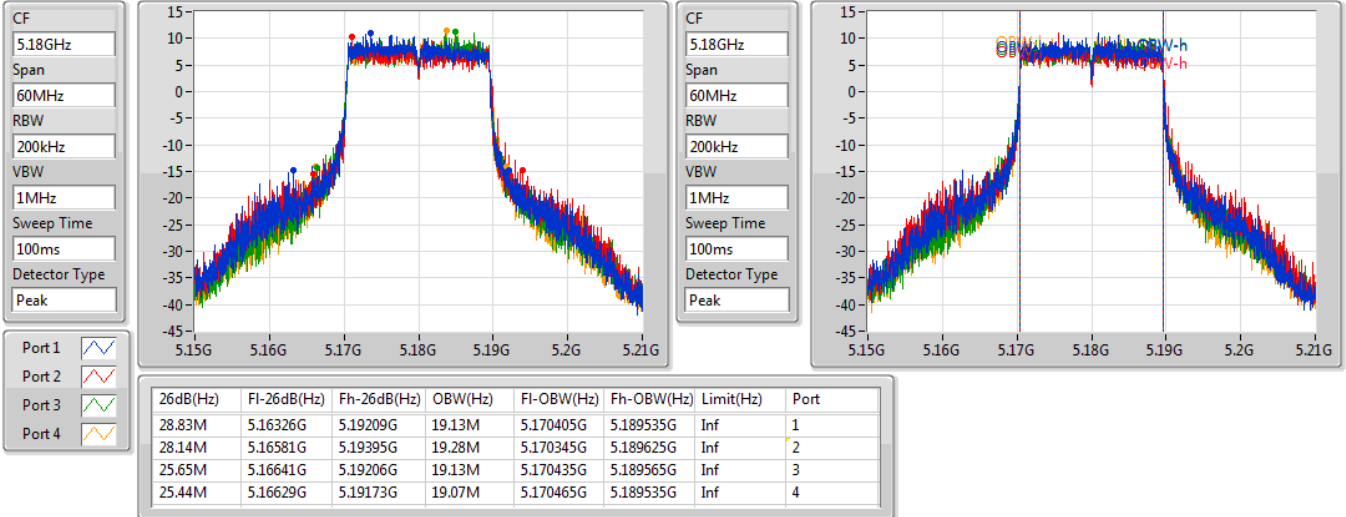 CF
5.18GHz
Span
60MHz
RBW
200kHz
VBW
1MHz
Sweep Time
100ms
Detector Type
Peak
15
10
5
0
-5
-10
-15
-20
-25
-30
-35
-40
-45
5.15G 5.16G 5.17G 5.18G 5.19G 5.2G 5.21G
CF
5.18GHz
Span
60MHz
RBW
200kHz
VBW
1MHz
Sweep Time
100ms
Detector Type
Peak
15
10
5
0
-5
-10
-15
-20
-25
-30
-35
-40
-45
OBW-h
5.15G 5.16G 5.17G 5.18G 5.19G 5.2G 5.21G
Port 1
Port 2
Port 3
Port 4
26dB(Hz) Fl-26dB(Hz) Fh-26dB(Hz) OBW(Hz) Fl-OBW(Hz) Fh-OBW(Hz) Limit(Hz) Port
28.83M 5.16326G 5.19209G 19.13M 5.170405G 5.189535G Inf 1
28.14M 5.16581G 5.19395G 19.28M 5.170345G 5.189625G Inf 2
25.65M 5.16641G 5.19206G 19.13M 5.170435G 5.189565G Inf 3
25.44M 5.16629G 5.19173G 19.07M 5.170465G 5.189535G Inf 4